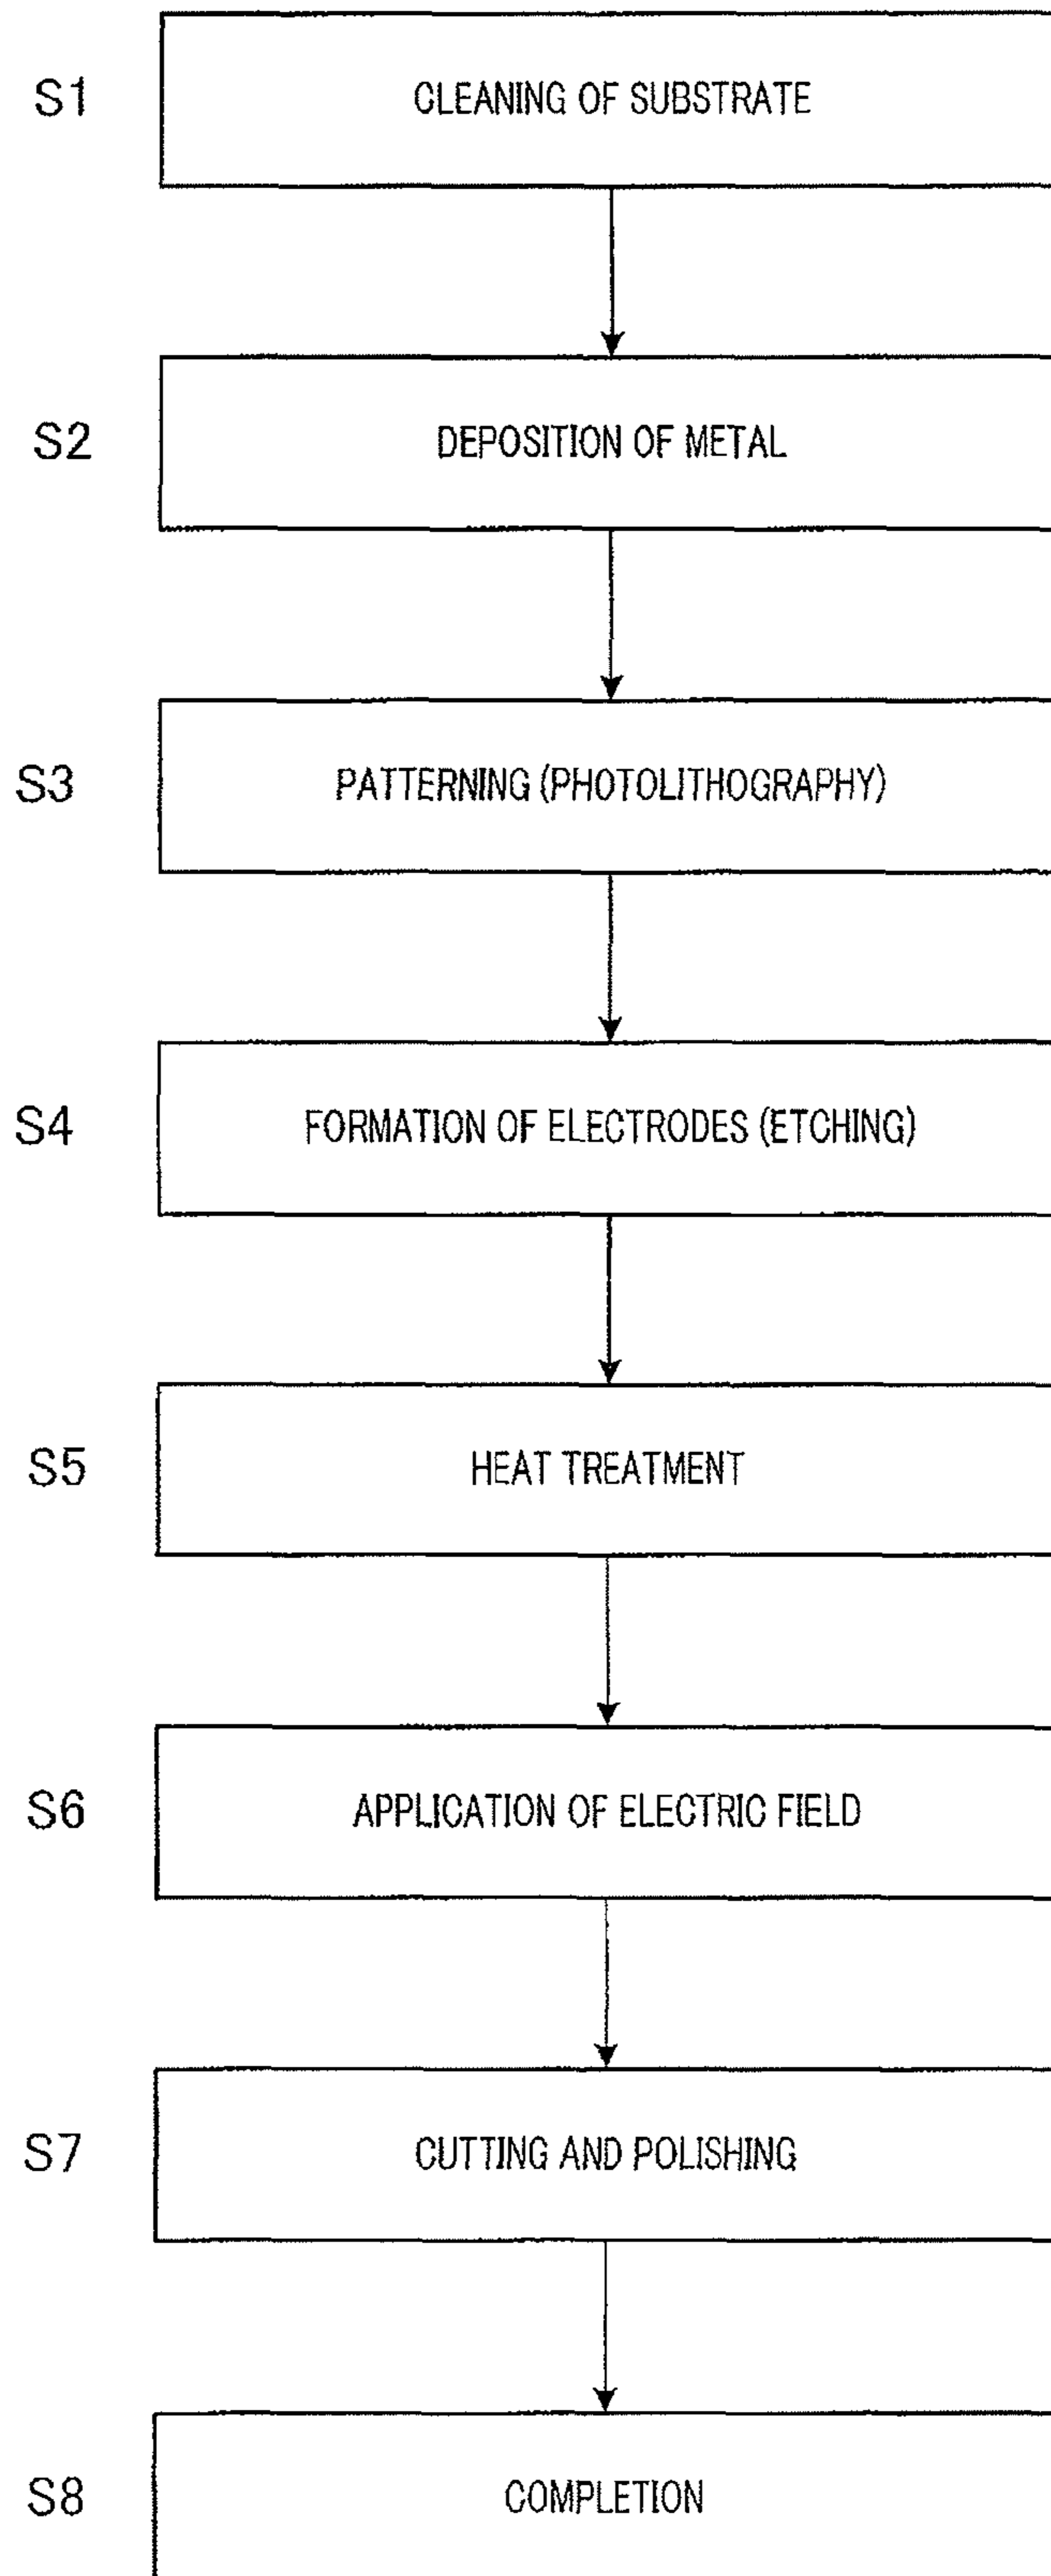 S1 CLEANING OF SUBSTRATE
S2 DEPOSITION OF METAL
S3 PATTERNING (PHOTOLITHOGRAPHY)
S4 FORMATION OF ELECTRODES (ETCHING)
S5 HEAT TREATMENT
S6 APPLICATION OF ELECTRIC FIELD
S7 CUTTING AND POLISHING
S8 COMPLETION